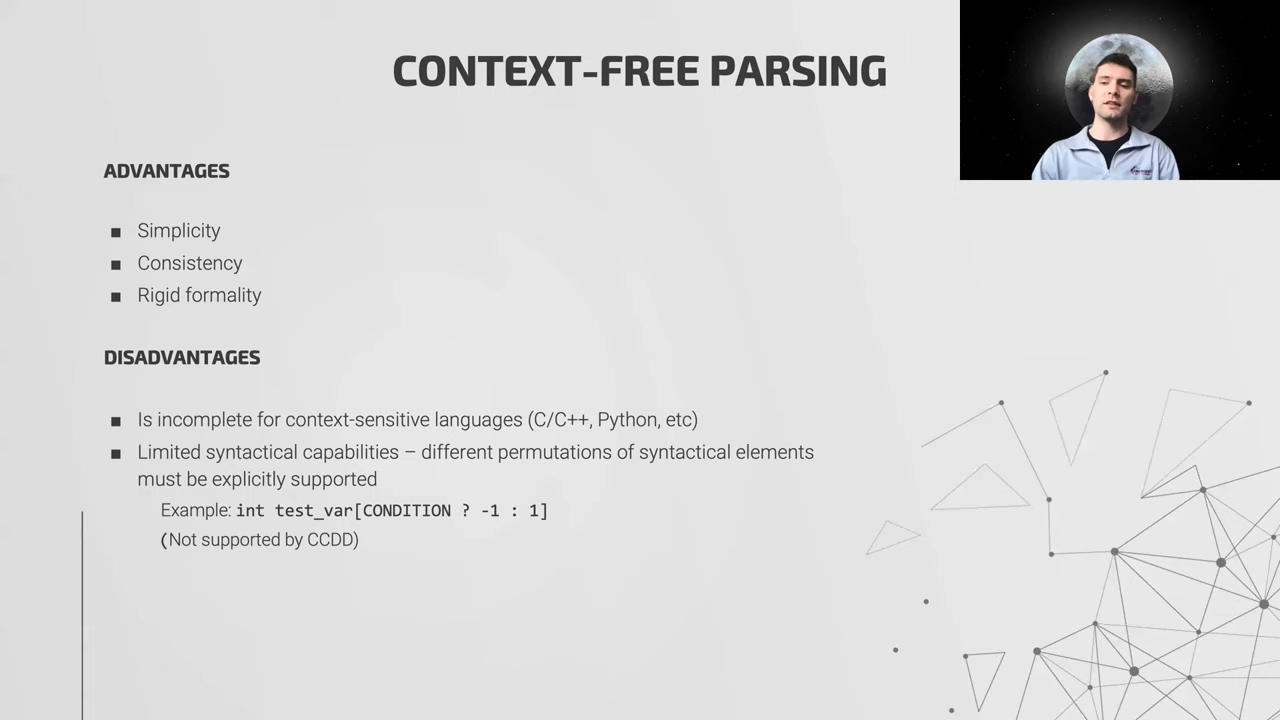 CONTEXT-FREE PARSING
ADVANTAGES
■ Simplicity
■ Consistency
■ Rigid formality
DISADVANTAGES
■ Is incomplete for context-sensitive languages (C/C++, Python, etc)
■ Limited syntactical capabilities – different permutations of syntactical elements
must be explicitly supported
Example: int test_var[CONDITION ? -1 : 1]
(Not supported by CCDD)